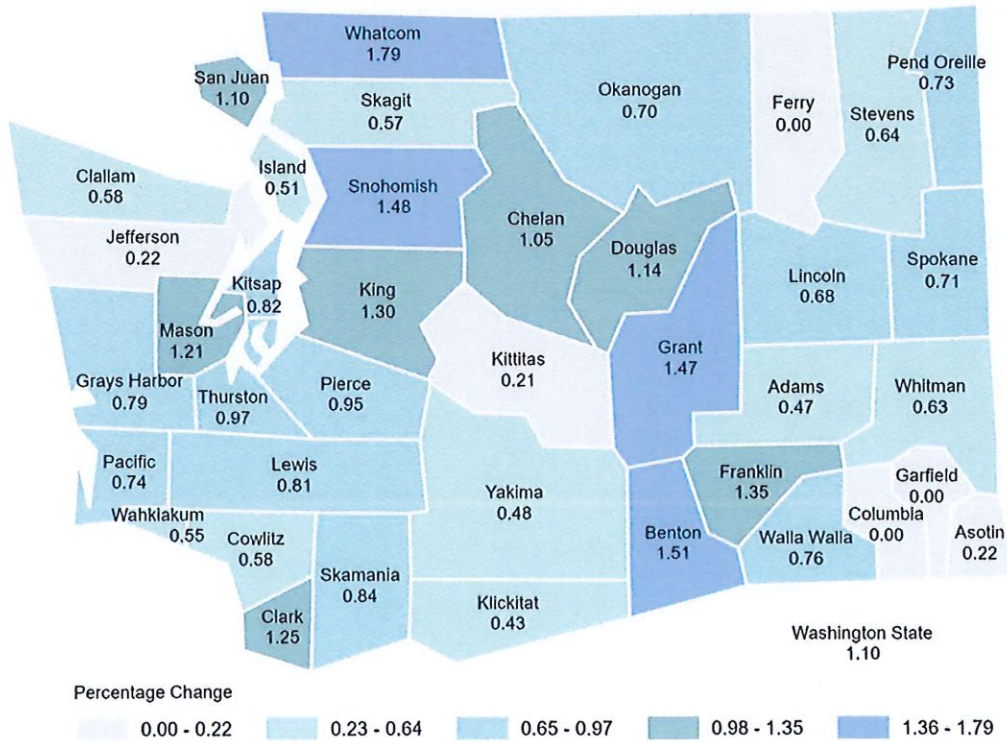 Whatcom
1.79
San Juan
1.10
Skagit
0.57
Okanogan
0.70
Ferry
0.00
Stevens
0.64
Pend Oreille
0.73
Clallam
0.58
Island
0.51
Snohomish
1.48
Chelan
1.05
Douglas
1.14
Jefferson
0.22
Kitsap
0.82
King
1.30
Lincoln
0.68
Spokane
0.71
Mason
1.21
Kittitas
0.21
Grant
1.47
Grays Harbor
0.79
Thurston
0.97
Pierce
0.95
Adams
0.47
Whitman
0.63
Pacific
0.74
Lewis
0.81
Yakima
0.48
Franklin
1.35
Garfield
0.00
Columbia
0.00
Asotin
0.22
Wahklakum
0.55
Cowlitz
0.58
Skamania
0.84
Benton
1.51
Walla Walla
0.76
Clark
1.25
Klickitat
0.43
Washington State
1.10
Percentage Change
0.00 - 0.22
0.23 - 0.64
0.65 - 0.97
0.98 - 1.35
1.36 - 1.79